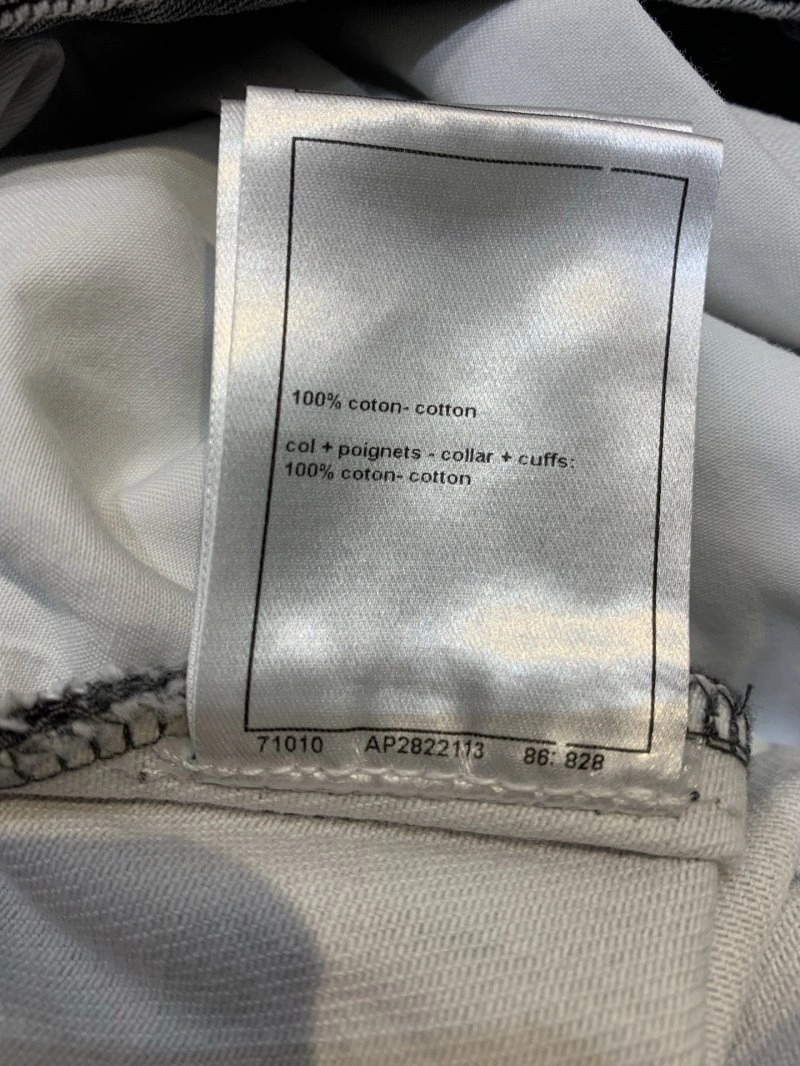 100% coton- cotton
col + poignets - collar + cuffs:
100% coton- cotton
71010 AP2822113 86: 828